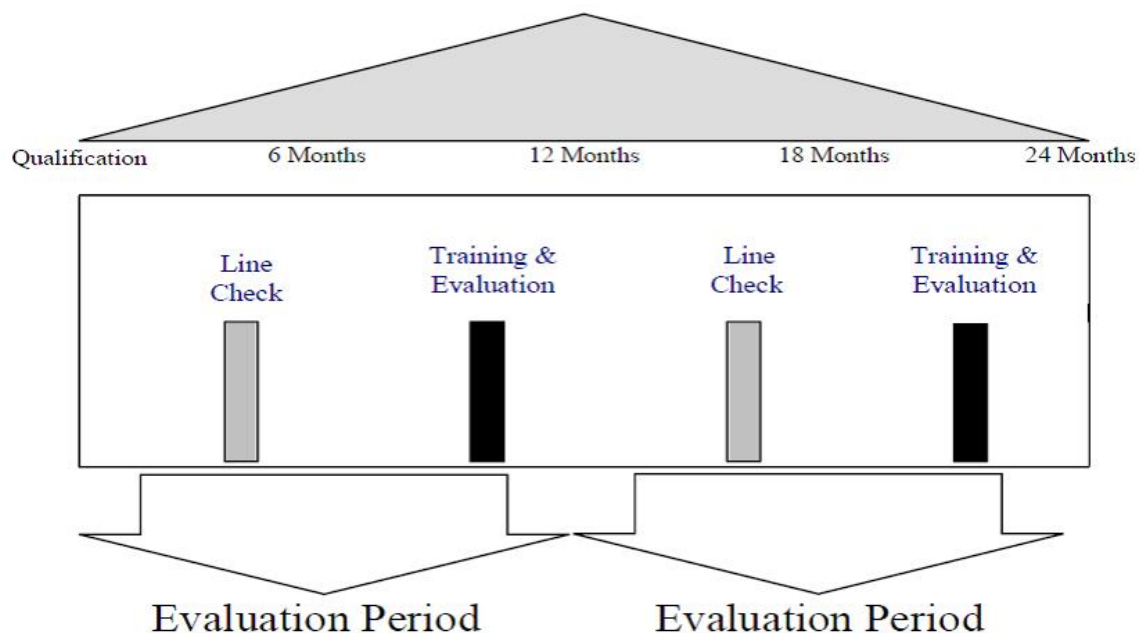 Qualification 6 Months 12 Months 18 Months 24 Months
Line Check
Training & Evaluation
Line Check
Training & Evaluation
Evaluation Period Evaluation Period